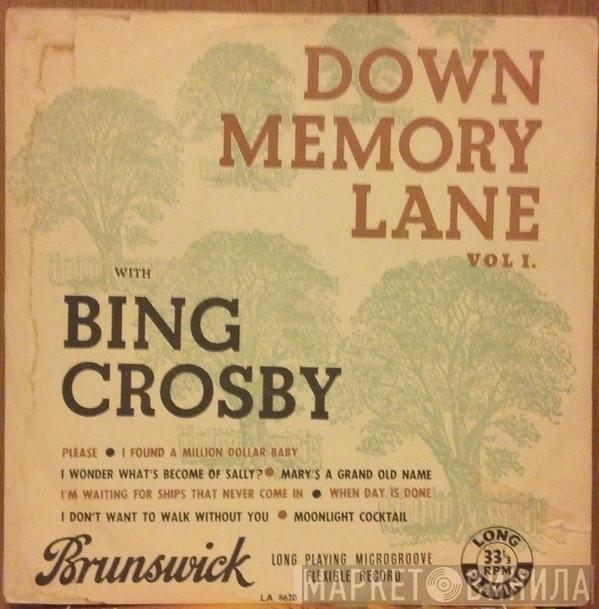 DOWN
MEMORY
LANE
VOL I.
WITH
BING
CROSBY
PLEASE ● I FOUND A MILLION DOLLAR BABY
I WONDER WHAT'S BECOME OF SALLY? ● MARY'S A GRAND OLD NAME
I'M WAITING FOR SHIPS THAT NEVER COME IN ● WHEN DAY IS DONE
I DON'T WANT TO WALK WITHOUT YOU ● MOONLIGHT COCKTAIL
Brunswick
LONG PLAYING MICROGROOVE
FLEXIBLE RECORD
LONG
33⅓
RPM
PLAYING
LA 8620
МАРКЕТ ВИНИЛА